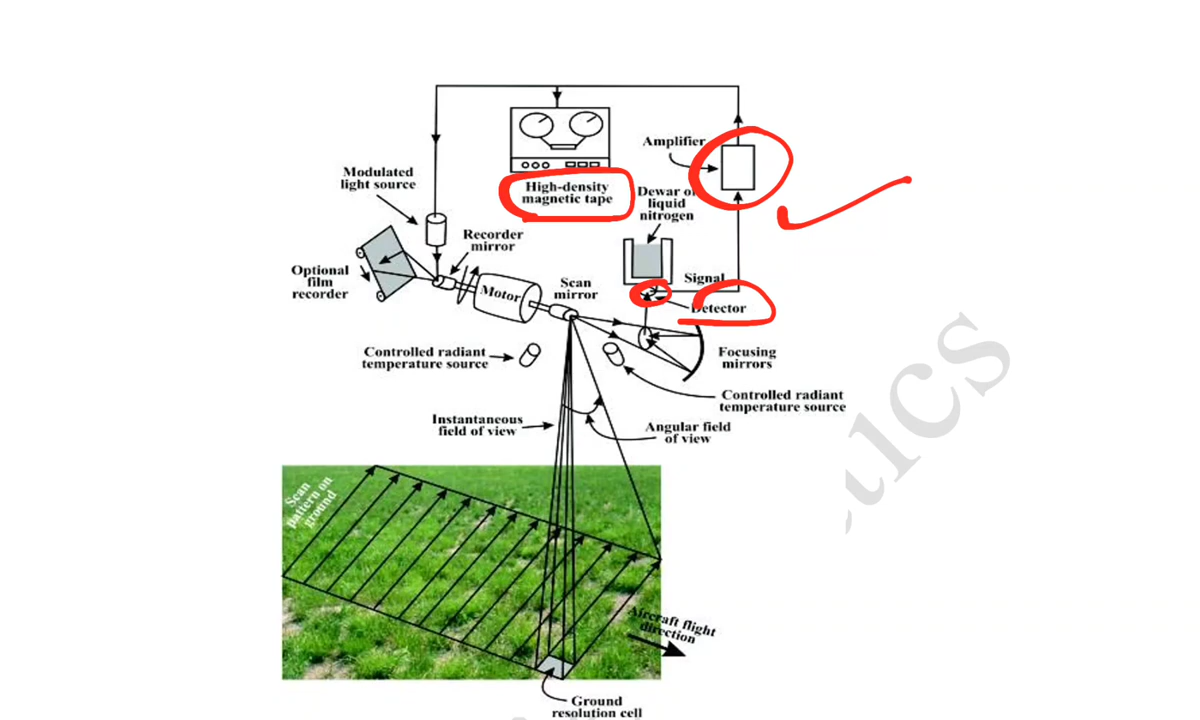 Amplifier
Modulated
light source
High-density
magnetic tape
Dewar of
liquid
nitrogen
Recorder
mirror
Optional
film
recorder
Motor
Scan
mirror
Signal
Detector
Controlled radiant
temperature source
Focusing
mirrors
Controlled radiant
temperature source
Instantaneous
field of view
Angular field
of view
Scan
pattern on
ground
Aircraft flight
direction
Ground
resolution cell